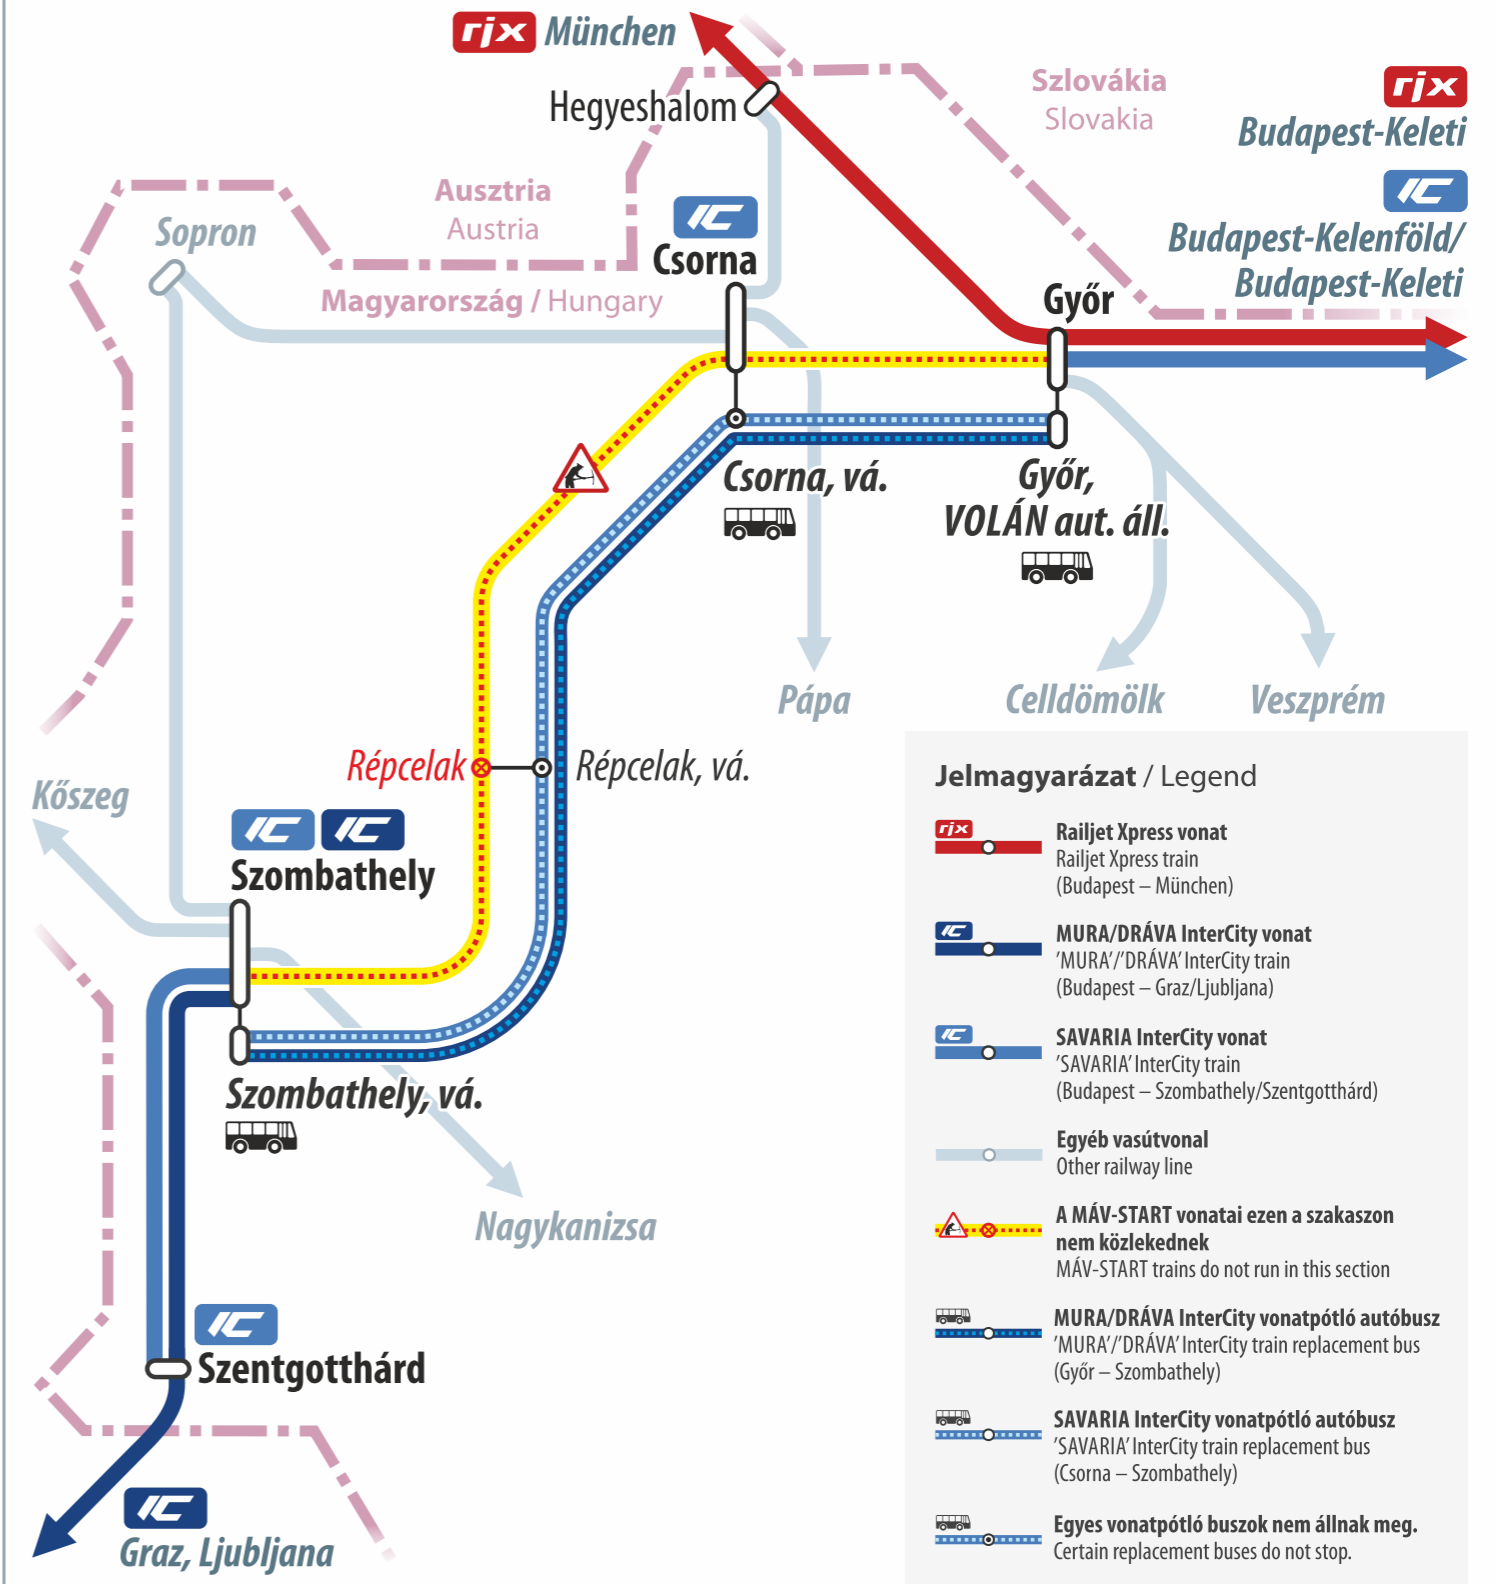 rjx München
Hegyeshalom
Szlovákia
Slovakia
rjx
Budapest-Keleti
IC
Budapest-Kelenföld/
Budapest-Keleti
Ausztria
Austria
Sopron
IC
Csorna
Magyarország / Hungary
Győr
Csorna, vá.
Győr,
VOLÁN aut. áll.
Pápa
Celldömölk
Veszprém
Répcelak
Répcelak, vá.
Kőszeg
IC IC
Szombathely
Szombathely, vá.
Nagykanizsa
IC
Szentgotthárd
IC
Graz, Ljubljana
Jelmagyarázat / Legend
rjx
Railjet Xpress vonat
Railjet Xpress train
(Budapest – München)
IC
MURA/DRÁVA InterCity vonat
’MURA’/’DRÁVA’ InterCity train
(Budapest – Graz/Ljubljana)
IC
SAVARIA InterCity vonat
’SAVARIA’ InterCity train
(Budapest – Szombathely/Szentgotthárd)
Egyéb vasútvonal
Other railway line
A MÁV-START vonatai ezen a szakaszon
nem közlekednek
MÁV-START trains do not run in this section
MURA/DRÁVA InterCity vonatpótló autóbusz
’MURA’/’DRÁVA’ InterCity train replacement bus
(Győr – Szombathely)
SAVARIA InterCity vonatpótló autóbusz
’SAVARIA’ InterCity train replacement bus
(Csorna – Szombathely)
Egyes vonatpótló buszok nem állnak meg.
Certain replacement buses do not stop.